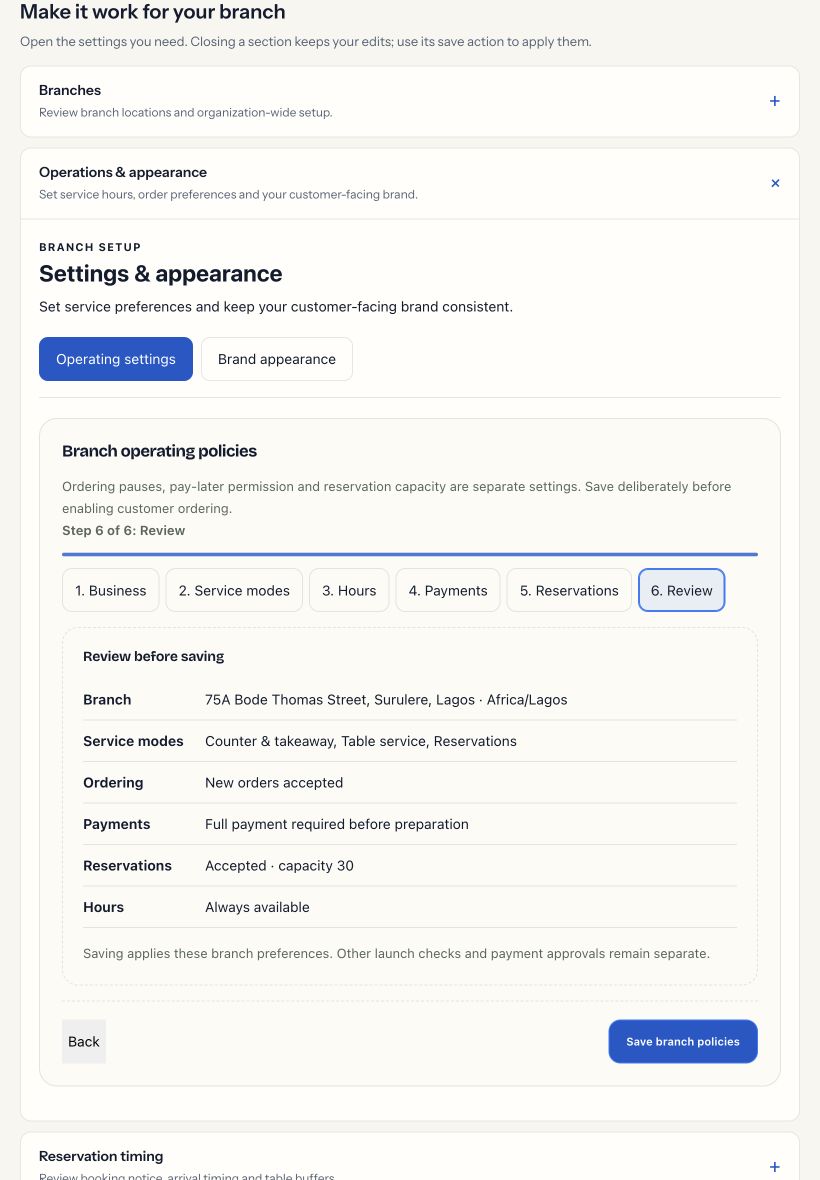 Make it work for your branch
Open the settings you need. Closing a section keeps your edits; use its save action to apply them.
Branches
Review branch locations and organization-wide setup.
+
Operations & appearance
Set service hours, order preferences and your customer-facing brand.
×
BRANCH SETUP
Settings & appearance
Set service preferences and keep your customer-facing brand consistent.
Operating settings
Brand appearance
Branch operating policies
Ordering pauses, pay-later permission and reservation capacity are separate settings. Save deliberately before
enabling customer ordering.
Step 6 of 6: Review
1. Business
2. Service modes
3. Hours
4. Payments
5. Reservations
6. Review
Review before saving
Branch 75A Bode Thomas Street, Surulere, Lagos · Africa/Lagos
Service modes Counter & takeaway, Table service, Reservations
Ordering New orders accepted
Payments Full payment required before preparation
Reservations Accepted · capacity 30
Hours Always available
Saving applies these branch preferences. Other launch checks and payment approvals remain separate.
Back
Save branch policies
Reservation timing
+
Review booking notice, arrival timing and table buffers.